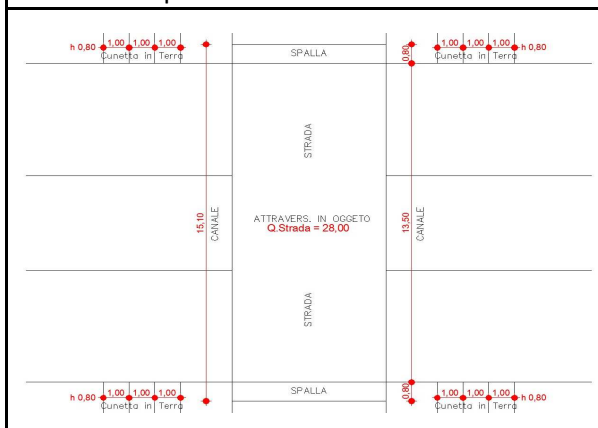 h 0,80 1,00 1,00 1,00
Cunetta in Terra
SPALLA
0,80
1,00 1,00 1,00 h 0,80
Cunetta in Terra
STRADA
15,10
CANALE
ATTRAVERS. IN OGGETO
Q.Strada = 28,00
13,50
CANALE
STRADA
h 0,80 1,00 1,00 1,00
Cunetta in Terra
SPALLA
0,80
1,00 1,00 1,00 h 0,80
Cunetta in Terra